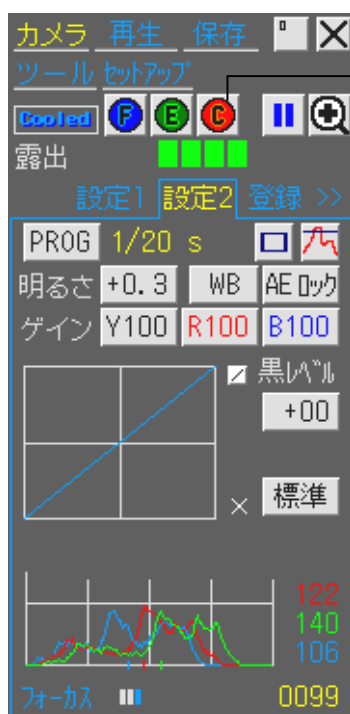 カメラ 再生 保存
ツール セットアップ
Cooled F E C
露出
設定1 設定2 登録 >>
PROG 1/20 s
明るさ +0.3 WB AEロック
ゲイン Y100 R100 B100
黒レベル
+00
× 標準
122
140
106
フォーカス 0099